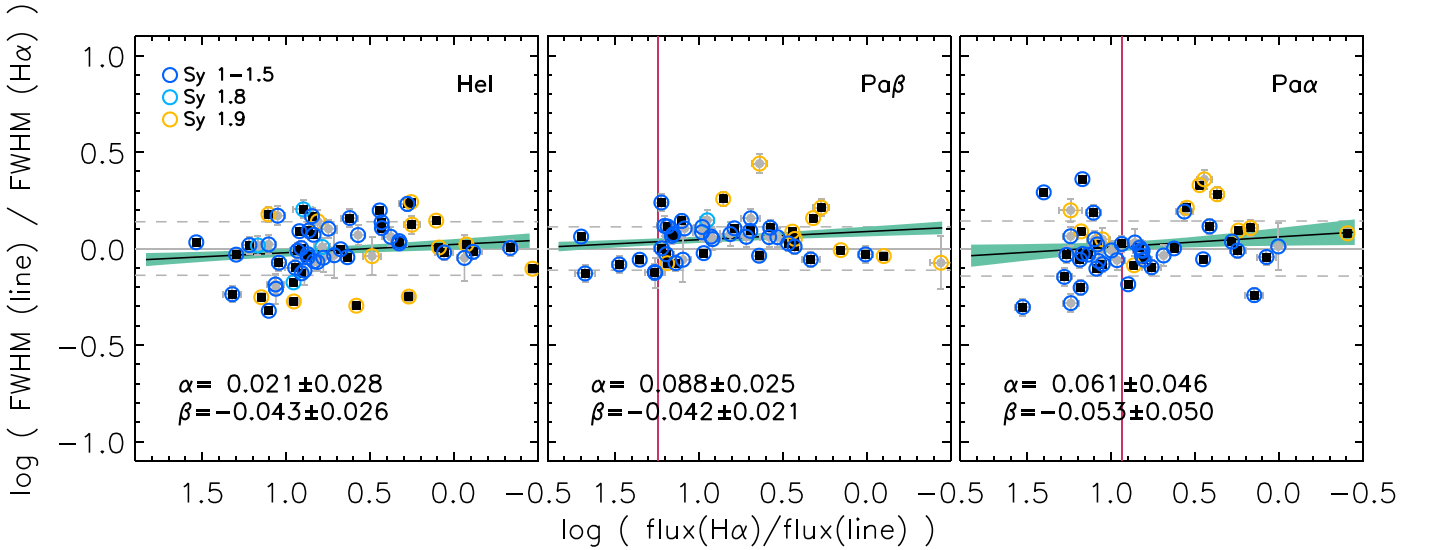 log ( FWHM (line) / FWHM (Hα) )
1.0
0.5
0.0
−0.5
−1.0
Sy 1−1.5
Sy 1.8
Sy 1.9
HeI
α= 0.021±0.028
β=−0.043±0.026
Paβ
α= 0.088±0.025
β=−0.042±0.021
Paα
α= 0.061±0.046
β=−0.053±0.050
1.5 1.0 0.5 0.0 −0.5 1.0 0.5 0.0 −0.5 1.5 1.0 0.5 0.0 −0.5
log ( flux(Hα)/flux(line) )